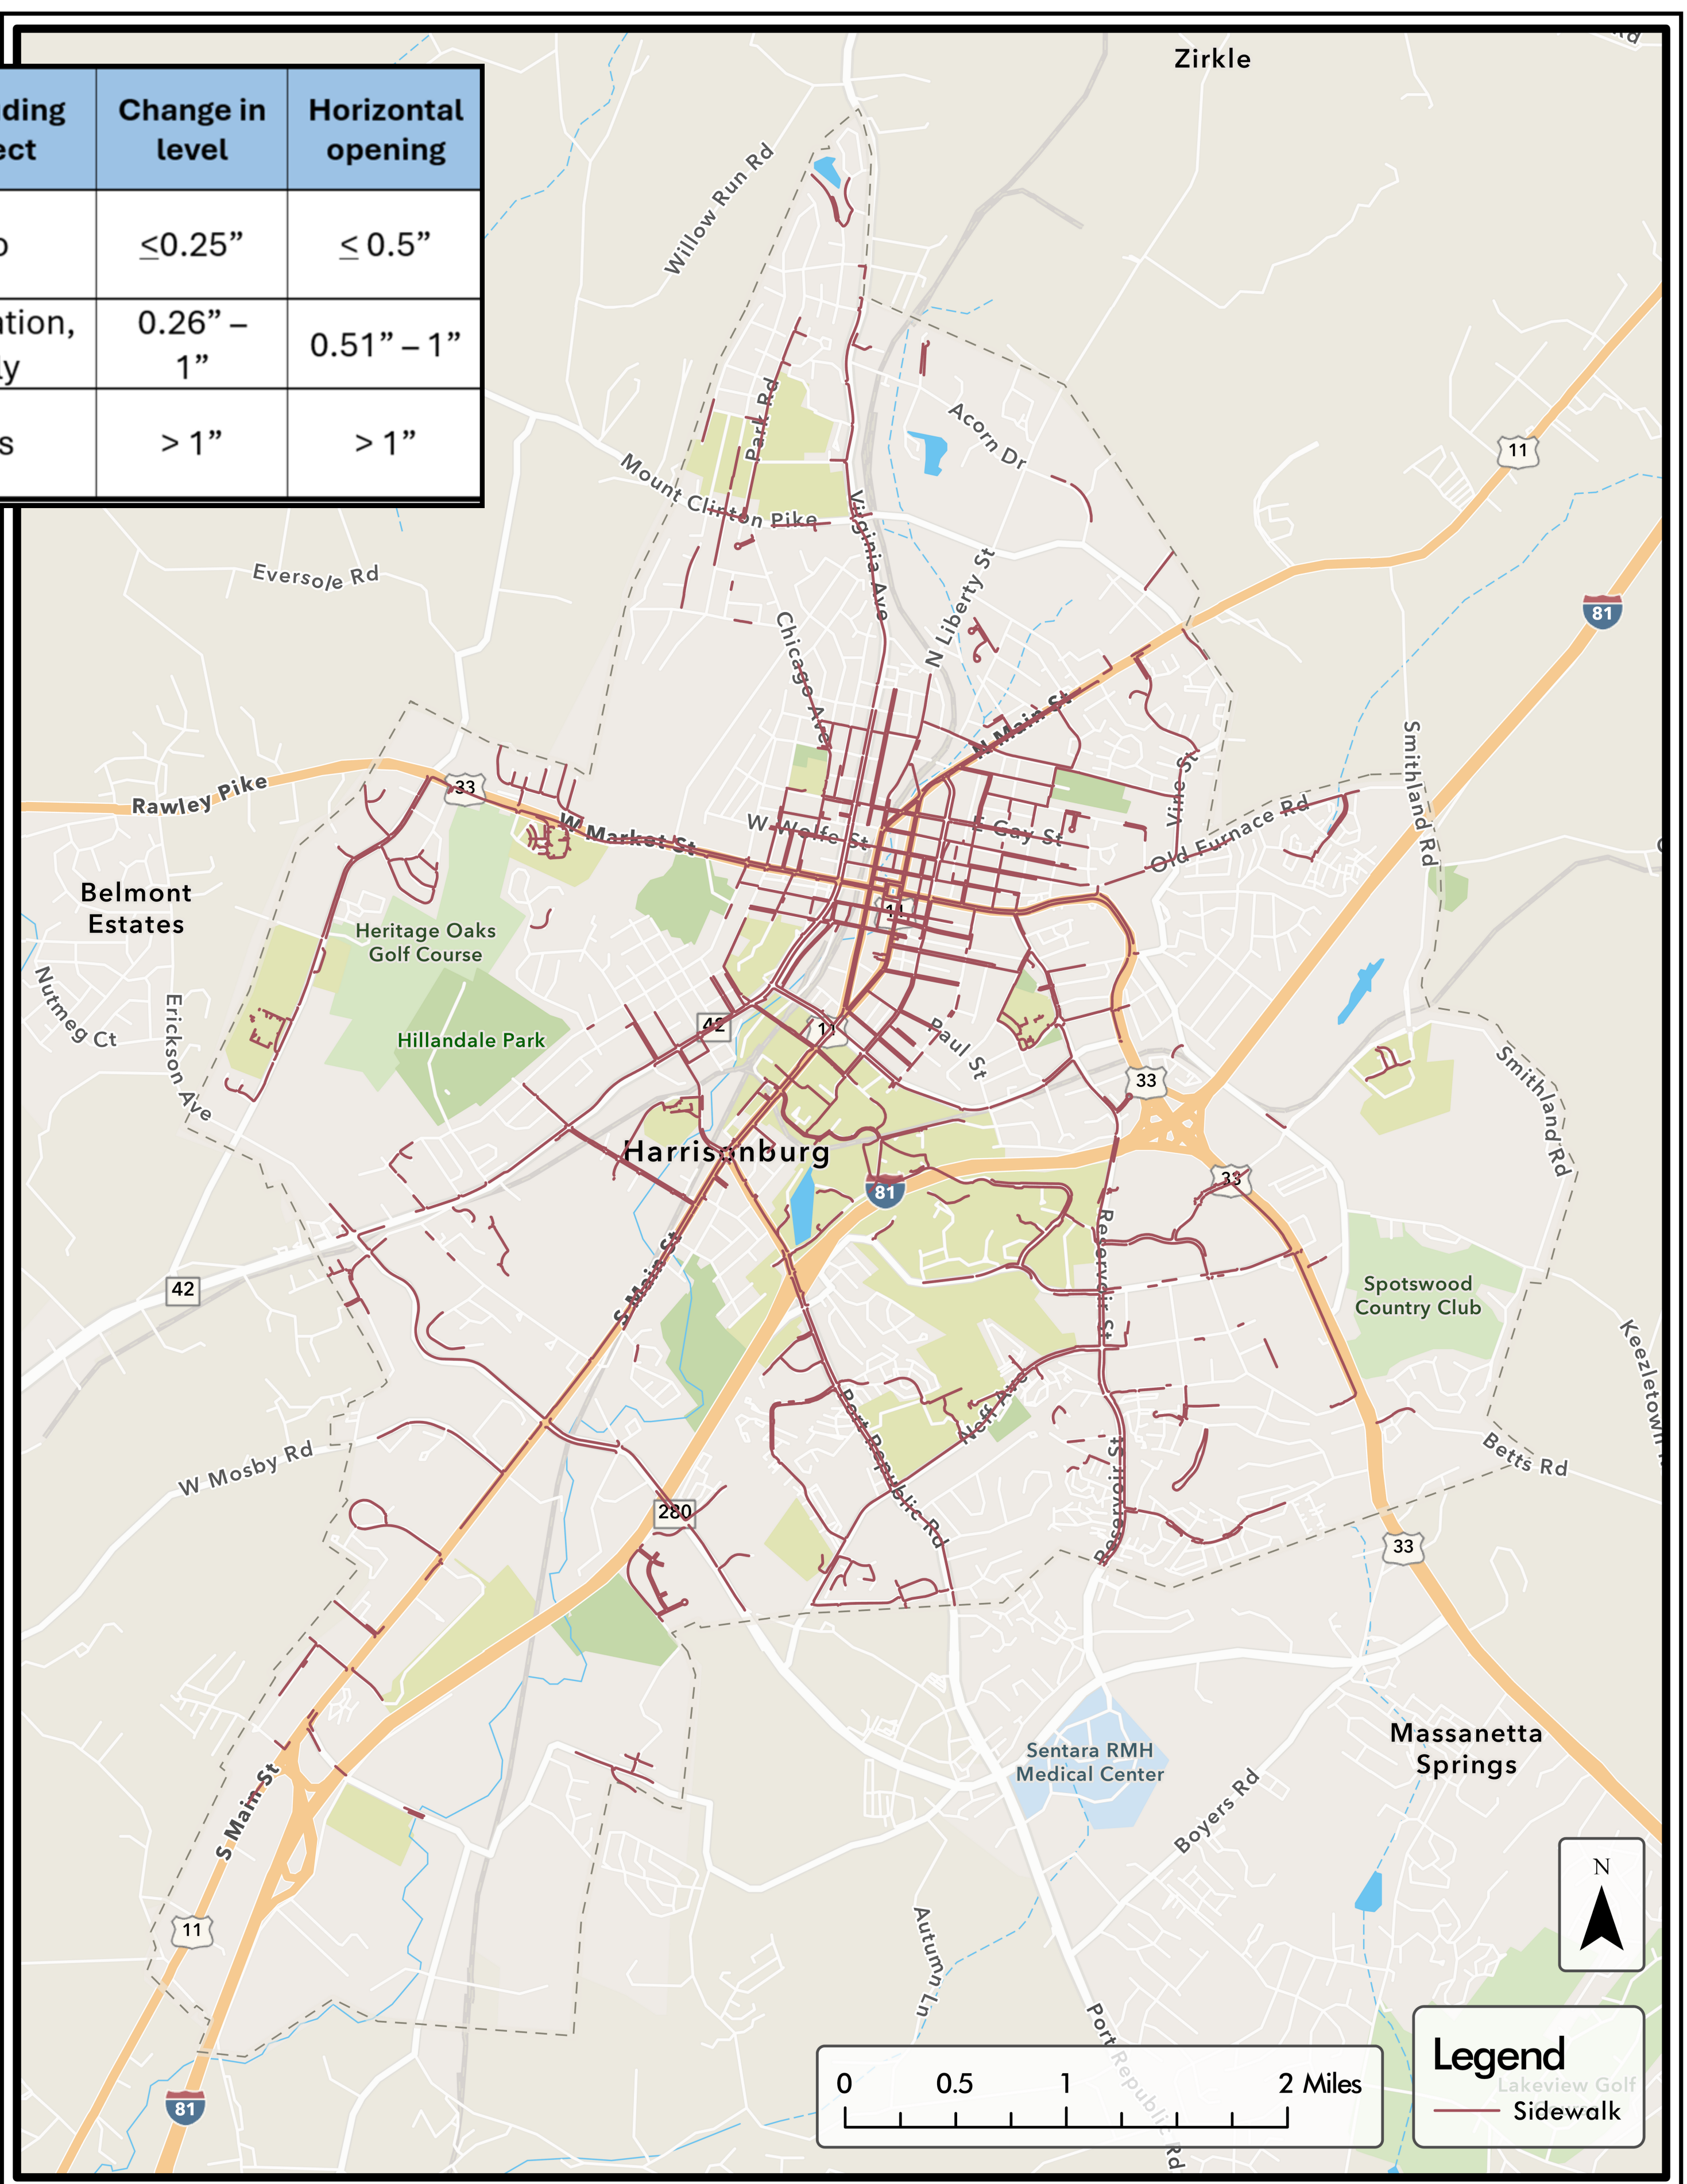 Zirkle
Change in
level
Horizontal
opening
≤0.25”
≤ 0.5”
0.26” –
1”
0.51” – 1”
> 1”
> 1”
Willow Run Rd
Park Rd
Acorn Dr
11
Mount Clinton Pike
Virginia Ave
Eversole Rd
N Liberty St
81
Chicago Ave
N Main St
Smithland Rd
Rawley Pike
33
W Market St
W Wolfe St
E Gay St
Vine St
Old Furnace Rd
Belmont
Estates
Heritage Oaks
Golf Course
11
Nutmeg Ct
Erickson Ave
Hillandale Park
42
11
Paul St
33
Smithland Rd
Harrisonburg
81
33
Reservoir St
42
S Main St
Spotswood
Country Club
Keezletown
Port Republic Rd
Neff Ave
W Mosby Rd
Betts Rd
280
Reservoir St
33
Sentara RMH
Medical Center
Massanetta
Springs
S Main St
Boyers Rd
N
11
Autumn Ln
Port Republic Rd
81
0 0.5 1 2 Miles
Legend
Lakeview Golf
Sidewalk